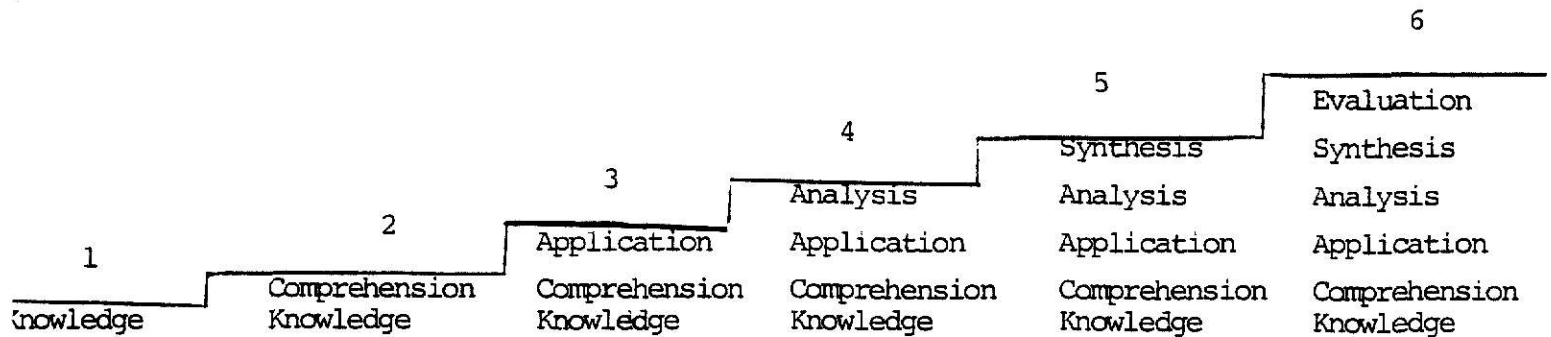 6
5
Evaluation
4
Synthesis Synthesis
3
Analysis Analysis Analysis
2
Application Application Application Application
1
Comprehension Comprehension Comprehension Comprehension Comprehension
Knowledge Knowledge Knowledge Knowledge Knowledge Knowledge